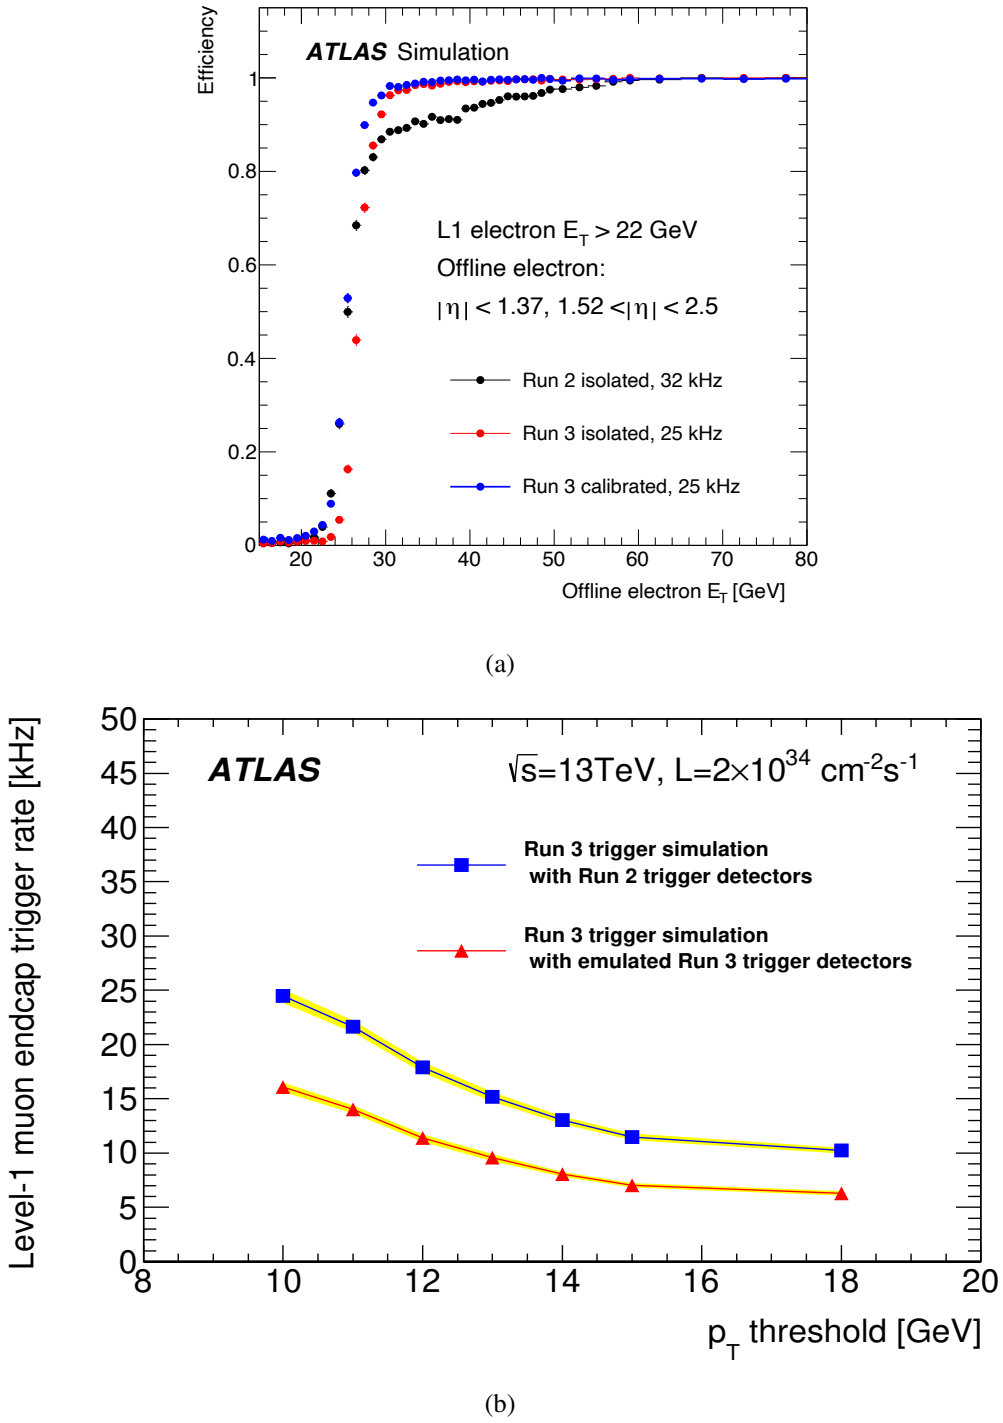 Efficiency
ATLAS Simulation
1
0.8
0.6
0.4
0.2
0
L1 electron E_T > 22 GeV
Offline electron:
|η| < 1.37, 1.52 <|η| < 2.5
Run 2 isolated, 32 kHz
Run 3 isolated, 25 kHz
Run 3 calibrated, 25 kHz
20 30 40 50 60 70 80
Offline electron E_T [GeV]
(a)
Level-1 muon endcap trigger rate [kHz]
50
45
40
35
30
25
20
15
10
5
0
ATLAS
√s=13TeV, L=2×10³⁴ cm⁻²s⁻¹
Run 3 trigger simulation
with Run 2 trigger detectors
Run 3 trigger simulation
with emulated Run 3 trigger detectors
8 10 12 14 16 18 20
p_T threshold [GeV]
(b)